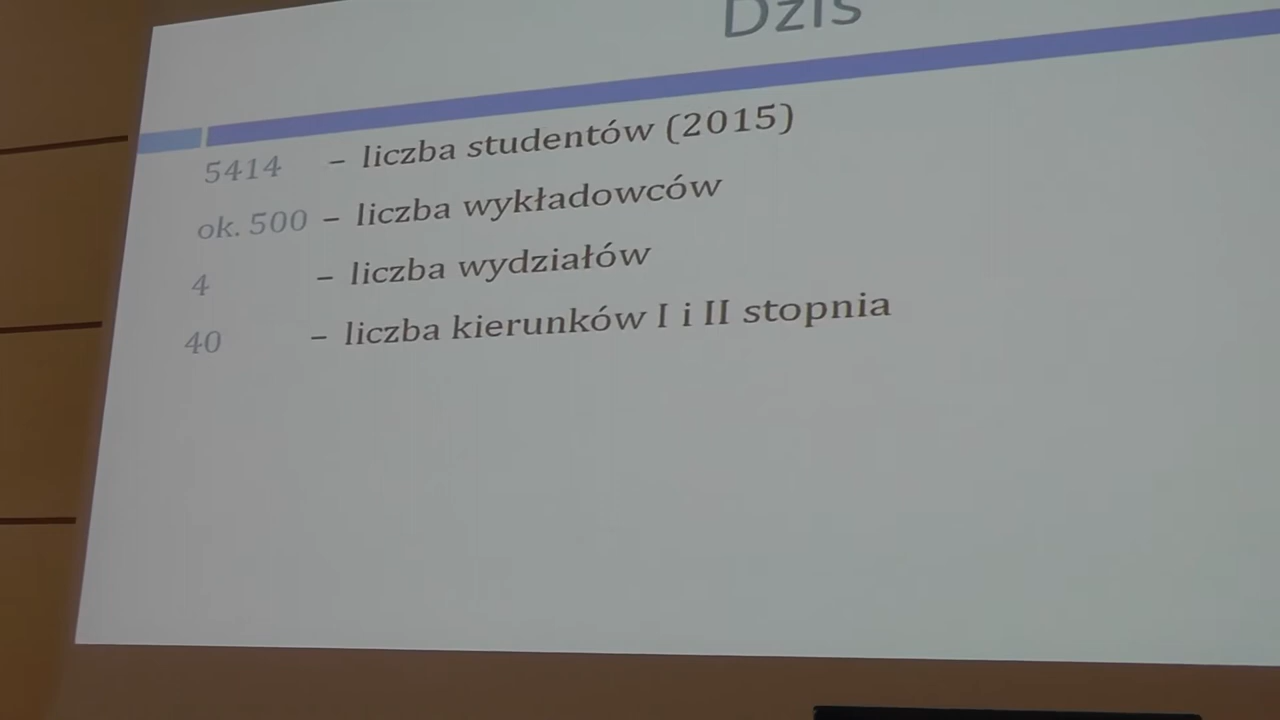 Dziś
5414 – liczba studentów (2015)
ok. 500 – liczba wykładowców
4 – liczba wydziałów
40 – liczba kierunków I i II stopnia